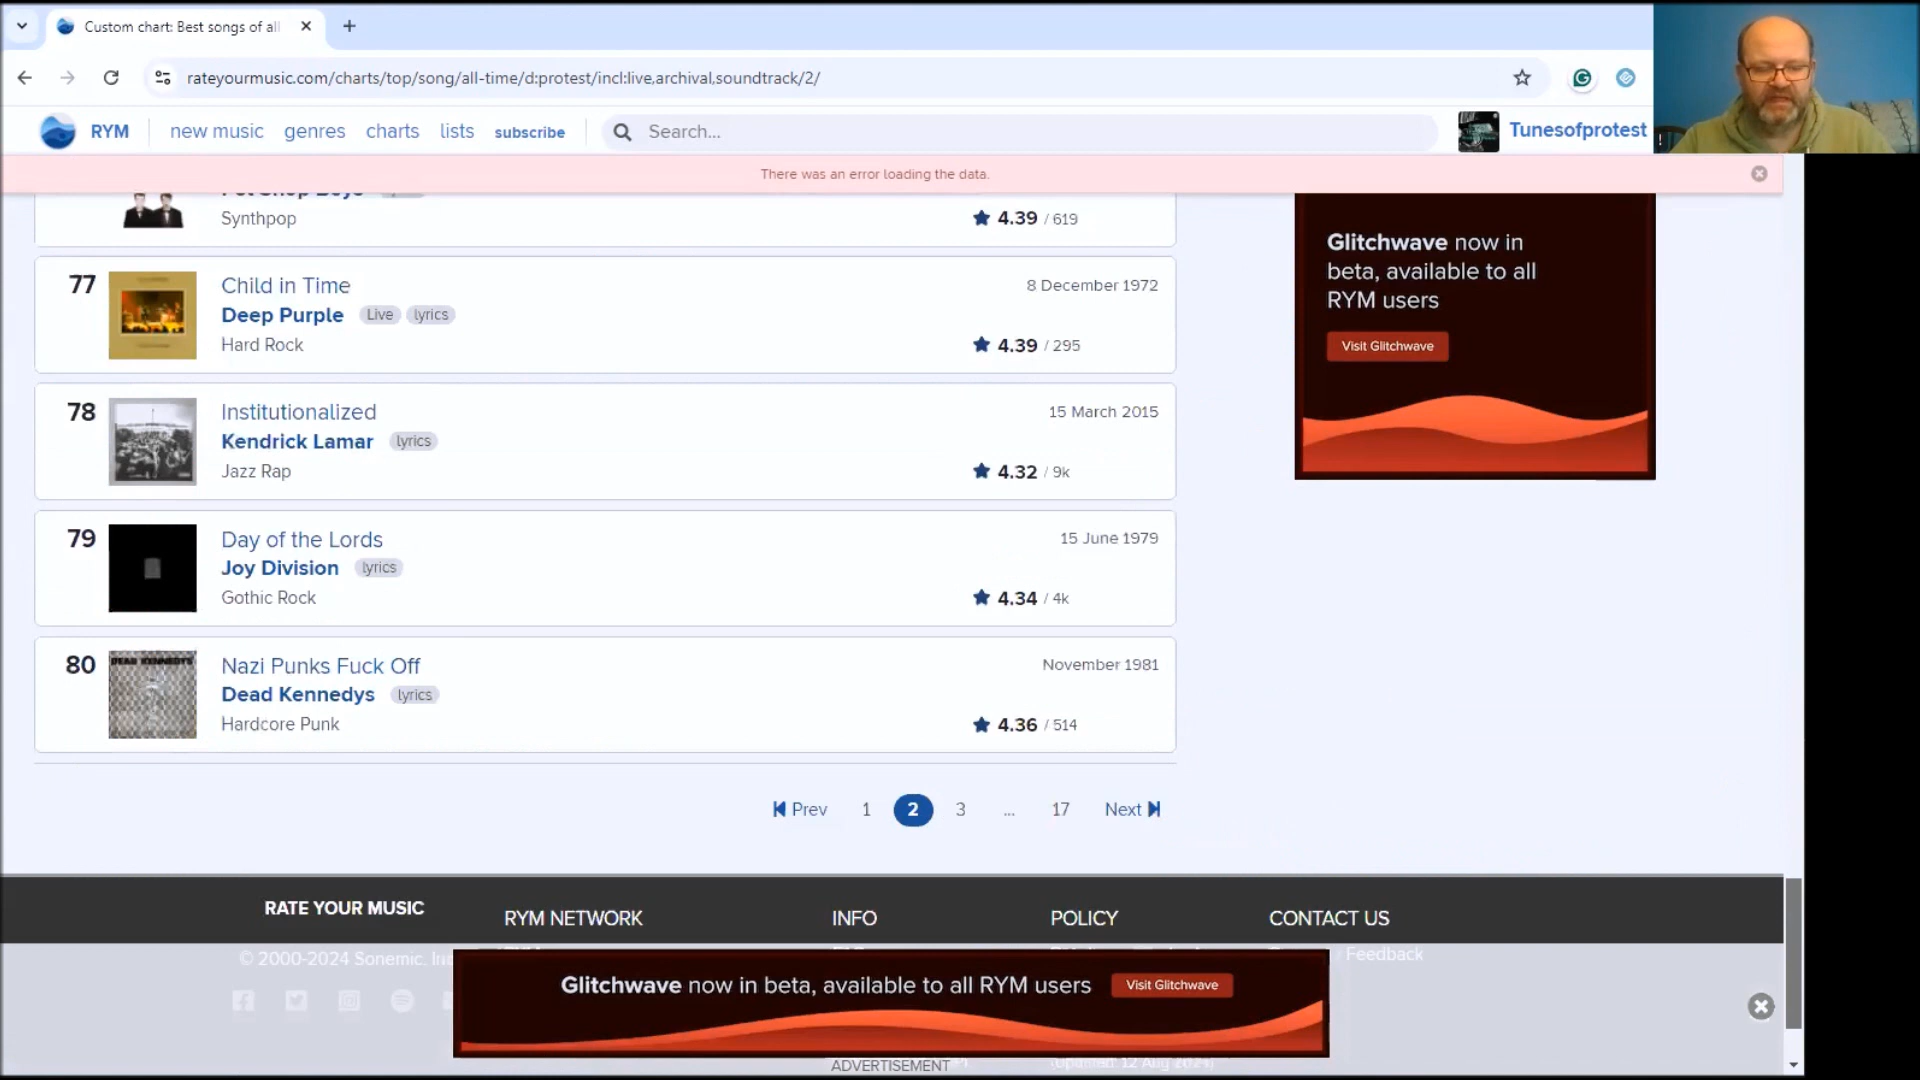 Custom chart: Best songs of all
rateyourmusic.com/charts/top/song/all-time/d:protest/incl:live,archival,soundtrack/2/
RYM new music genres charts lists subscribe Search... Tunesofprotest
There was an error loading the data.
Synthpop 4.39 / 619
77 Child in Time 8 December 1972
Deep Purple Live lyrics
Hard Rock 4.39 / 295
78 Institutionalized 15 March 2015
Kendrick Lamar lyrics
Jazz Rap 4.32 / 9k
79 Day of the Lords 15 June 1979
Joy Division lyrics
Gothic Rock 4.34 / 4k
80 Nazi Punks Fuck Off November 1981
Dead Kennedys lyrics
Hardcore Punk 4.36 / 514
DEAD KENNEDYS
Glitchwave now in
beta, available to all
RYM users
Visit Glitchwave
Prev 1 2 3 ... 17 Next
RATE YOUR MUSIC RYM NETWORK INFO POLICY CONTACT US
© 2000-2024 Sonemic, Inc
/ Feedback
Glitchwave now in beta, available to all RYM users Visit Glitchwave
ADVERTISEMENT